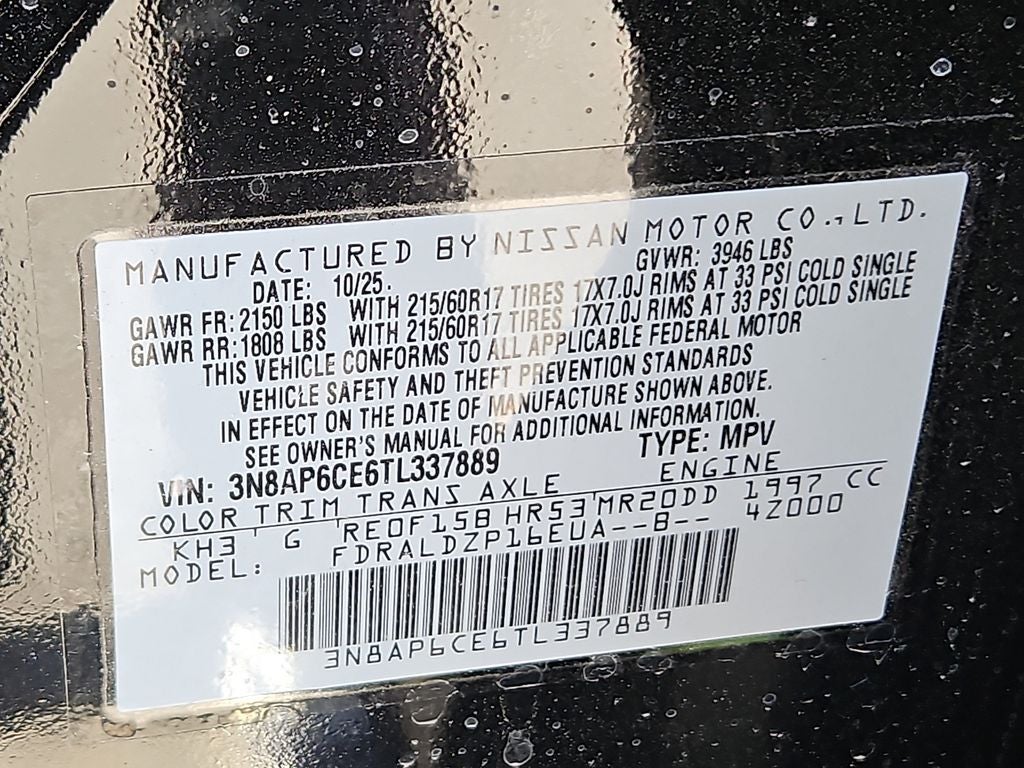 MANUFACTURED BY NISSAN MOTOR CO., LTD.
DATE: 10/25. GVWR: 3946 LBS
GAWR FR: 2150 LBS WITH 215/60R17 TIRES 17X7.0J RIMS AT 33 PSI COLD SINGLE
GAWR RR: 1808 LBS WITH 215/60R17 TIRES 17X7.0J RIMS AT 33 PSI COLD SINGLE
THIS VEHICLE CONFORMS TO ALL APPLICABLE FEDERAL MOTOR
VEHICLE SAFETY AND THEFT PREVENTION STANDARDS
IN EFFECT ON THE DATE OF MANUFACTURE SHOWN ABOVE.
SEE OWNER'S MANUAL FOR ADDITIONAL INFORMATION.
VIN: 3N8AP6CE6TL337889 TYPE: MPV
COLOR TRIM TRANS AXLE ENGINE
KH3 G RE0F15B HR53 MR20DD 1997 CC
MODEL: FDRALDZP16EUA--B-- 42000
3N8AP6CE6TL337889